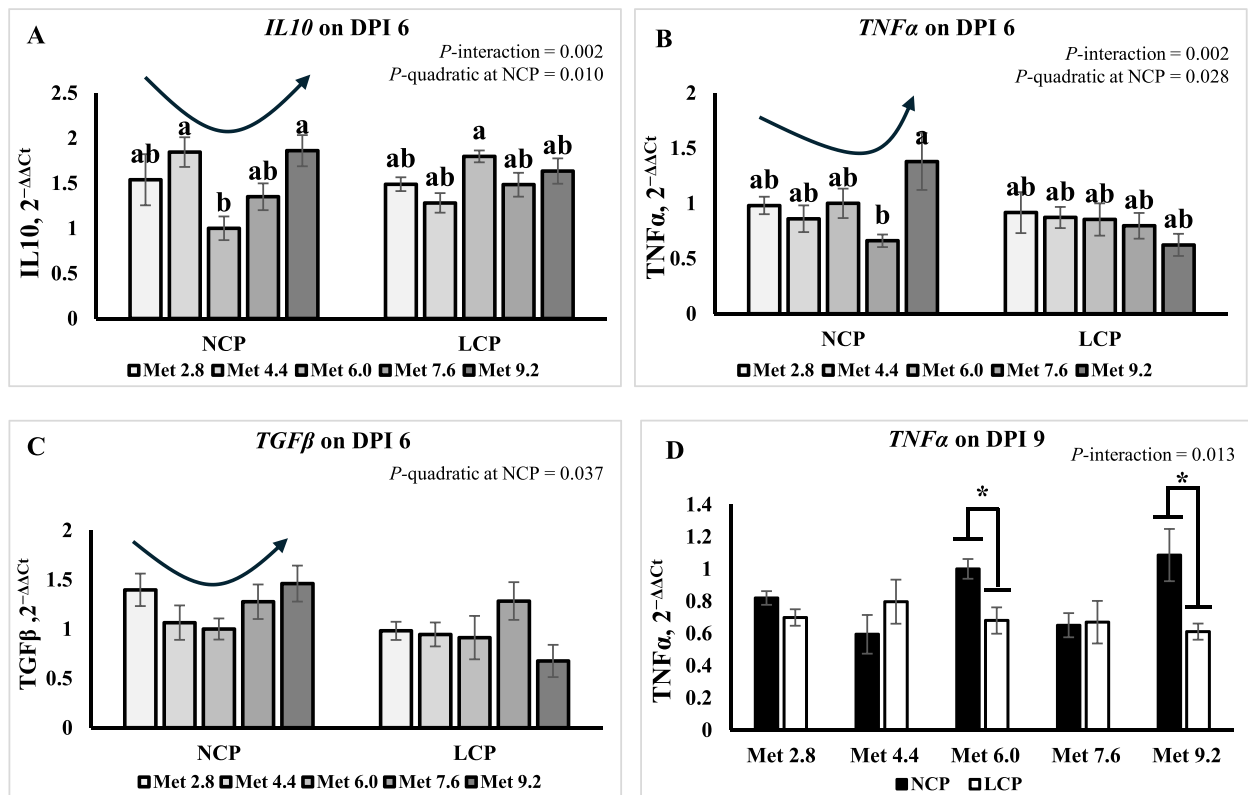 A
IL10 on DPI 6
P-interaction = 0.002
P-quadratic at NCP = 0.010
IL10, 2−ΔΔCt
2.5
2
1.5
1
0.5
0
ab a b ab a
ab ab a ab ab
NCP LCP
Met 2.8 Met 4.4 Met 6.0 Met 7.6 Met 9.2
B
TNFα on DPI 6
P-interaction = 0.002
P-quadratic at NCP = 0.028
TNFα, 2−ΔΔCt
2
1.5
1
0.5
0
ab ab ab b a
ab ab ab ab ab
NCP LCP
Met 2.8 Met 4.4 Met 6.0 Met 7.6 Met 9.2
C
TGFβ on DPI 6
P-quadratic at NCP = 0.037
TGFβ ,2−ΔΔCt
2
1.5
1
0.5
0
NCP LCP
Met 2.8 Met 4.4 Met 6.0 Met 7.6 Met 9.2
D
TNFα on DPI 9
P-interaction = 0.013
TNFα, 2−ΔΔCt
1.4
1.2
1
0.8
0.6
0.4
0.2
0
* *
Met 2.8 Met 4.4 Met 6.0 Met 7.6 Met 9.2
NCP LCP